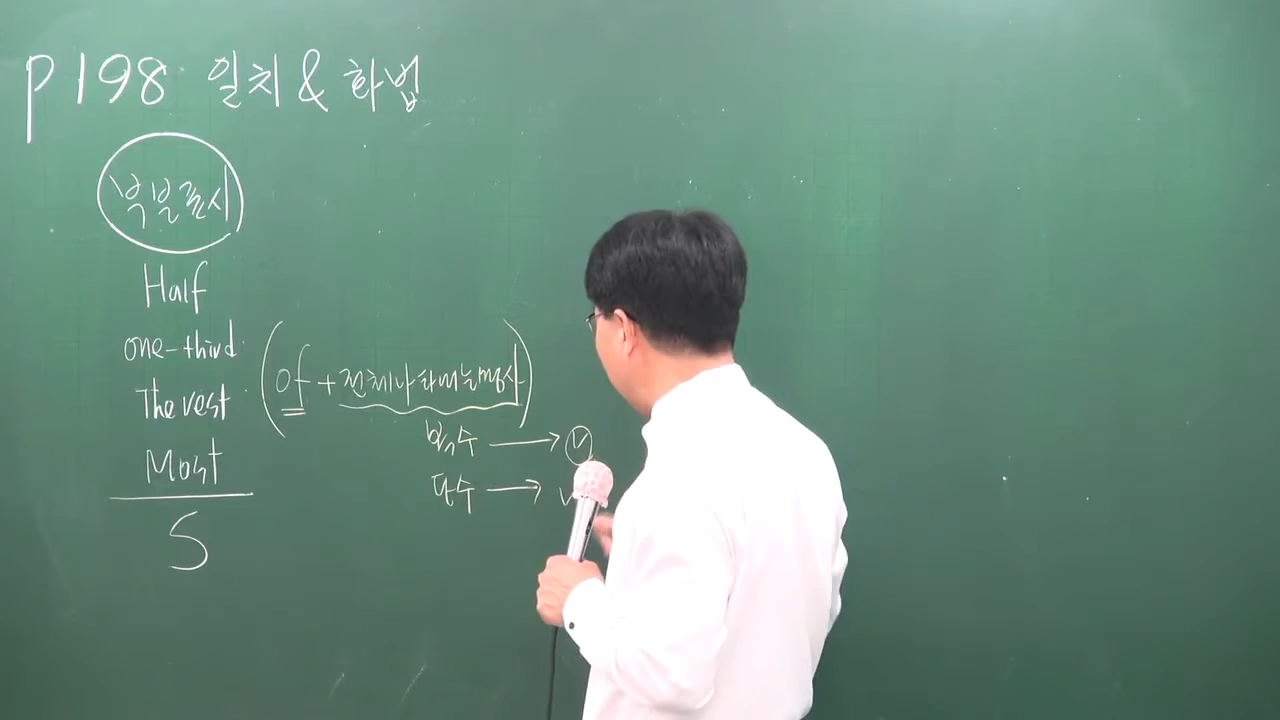 p 198. 일치 & 화법
부분표시
Half
one-third
The rest
Most
S
(of + 전체나타내는명사)
복수 → V
단수 → V